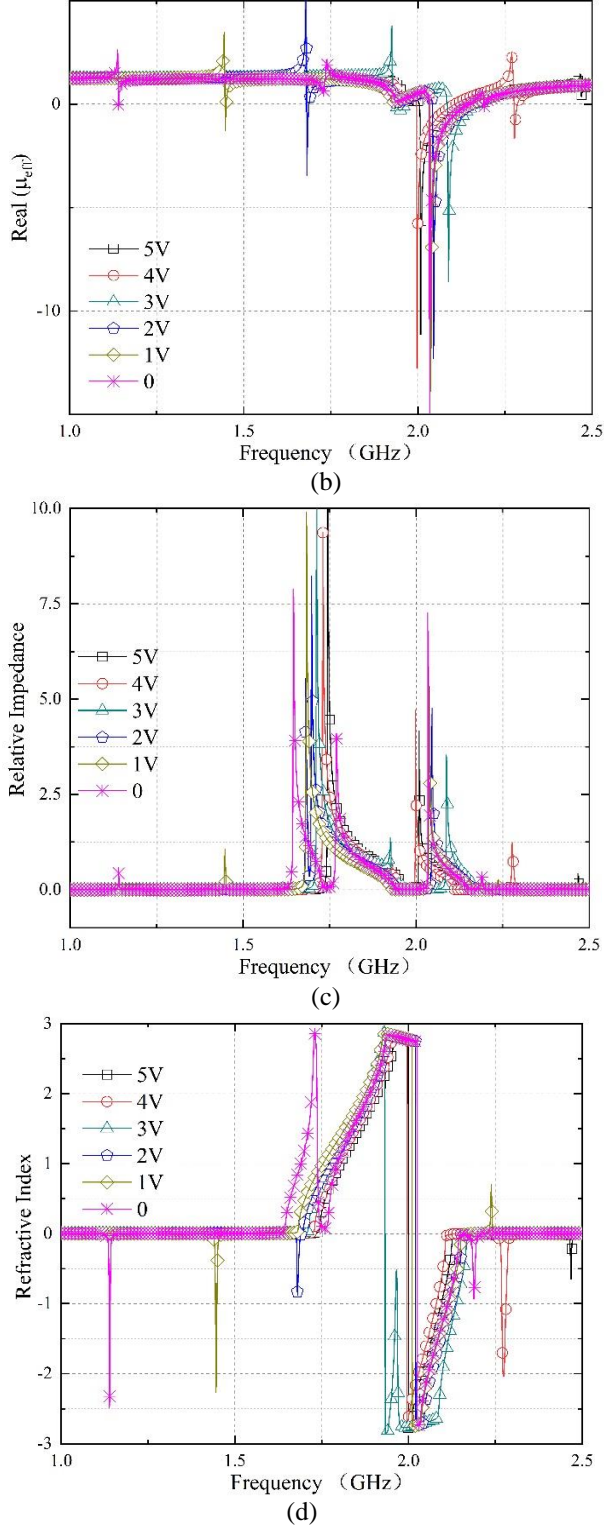 0
-10
Real (μeff)
5V
4V
3V
2V
1V
0
1.0
1.5
2.0
2.5
Frequency （GHz）
(b)
10.0
7.5
5.0
2.5
0.0
Relative Impedance
5V
4V
3V
2V
1V
0
1.0
1.5
2.0
2.5
Frequency （GHz）
(c)
3
2
1
0
-1
-2
-3
Refractive Index
5V
4V
3V
2V
1V
0
1.0
1.5
2.0
2.5
Frequency （GHz）
(d)